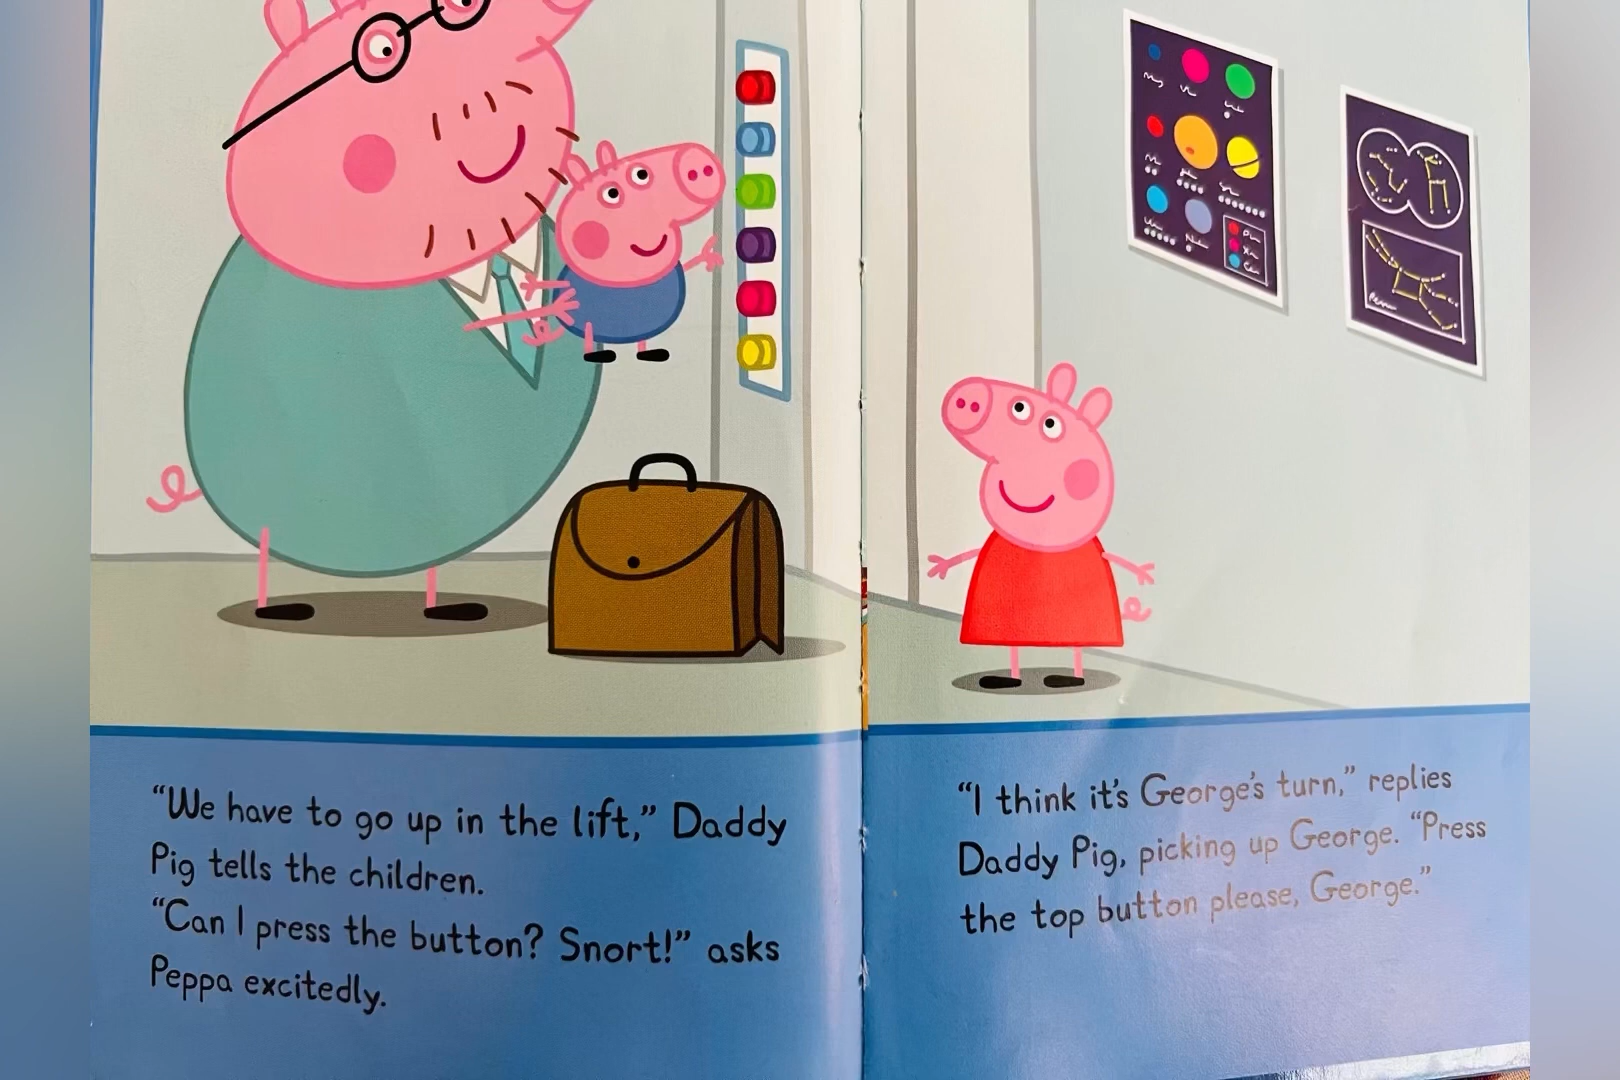 “We have to go up in the lift,” Daddy
Pig tells the children.
“Can I press the button? Snort!” asks
Peppa excitedly.
“I think it’s George’s turn,” replies
Daddy Pig, picking up George. “Press
the top button please, George.”